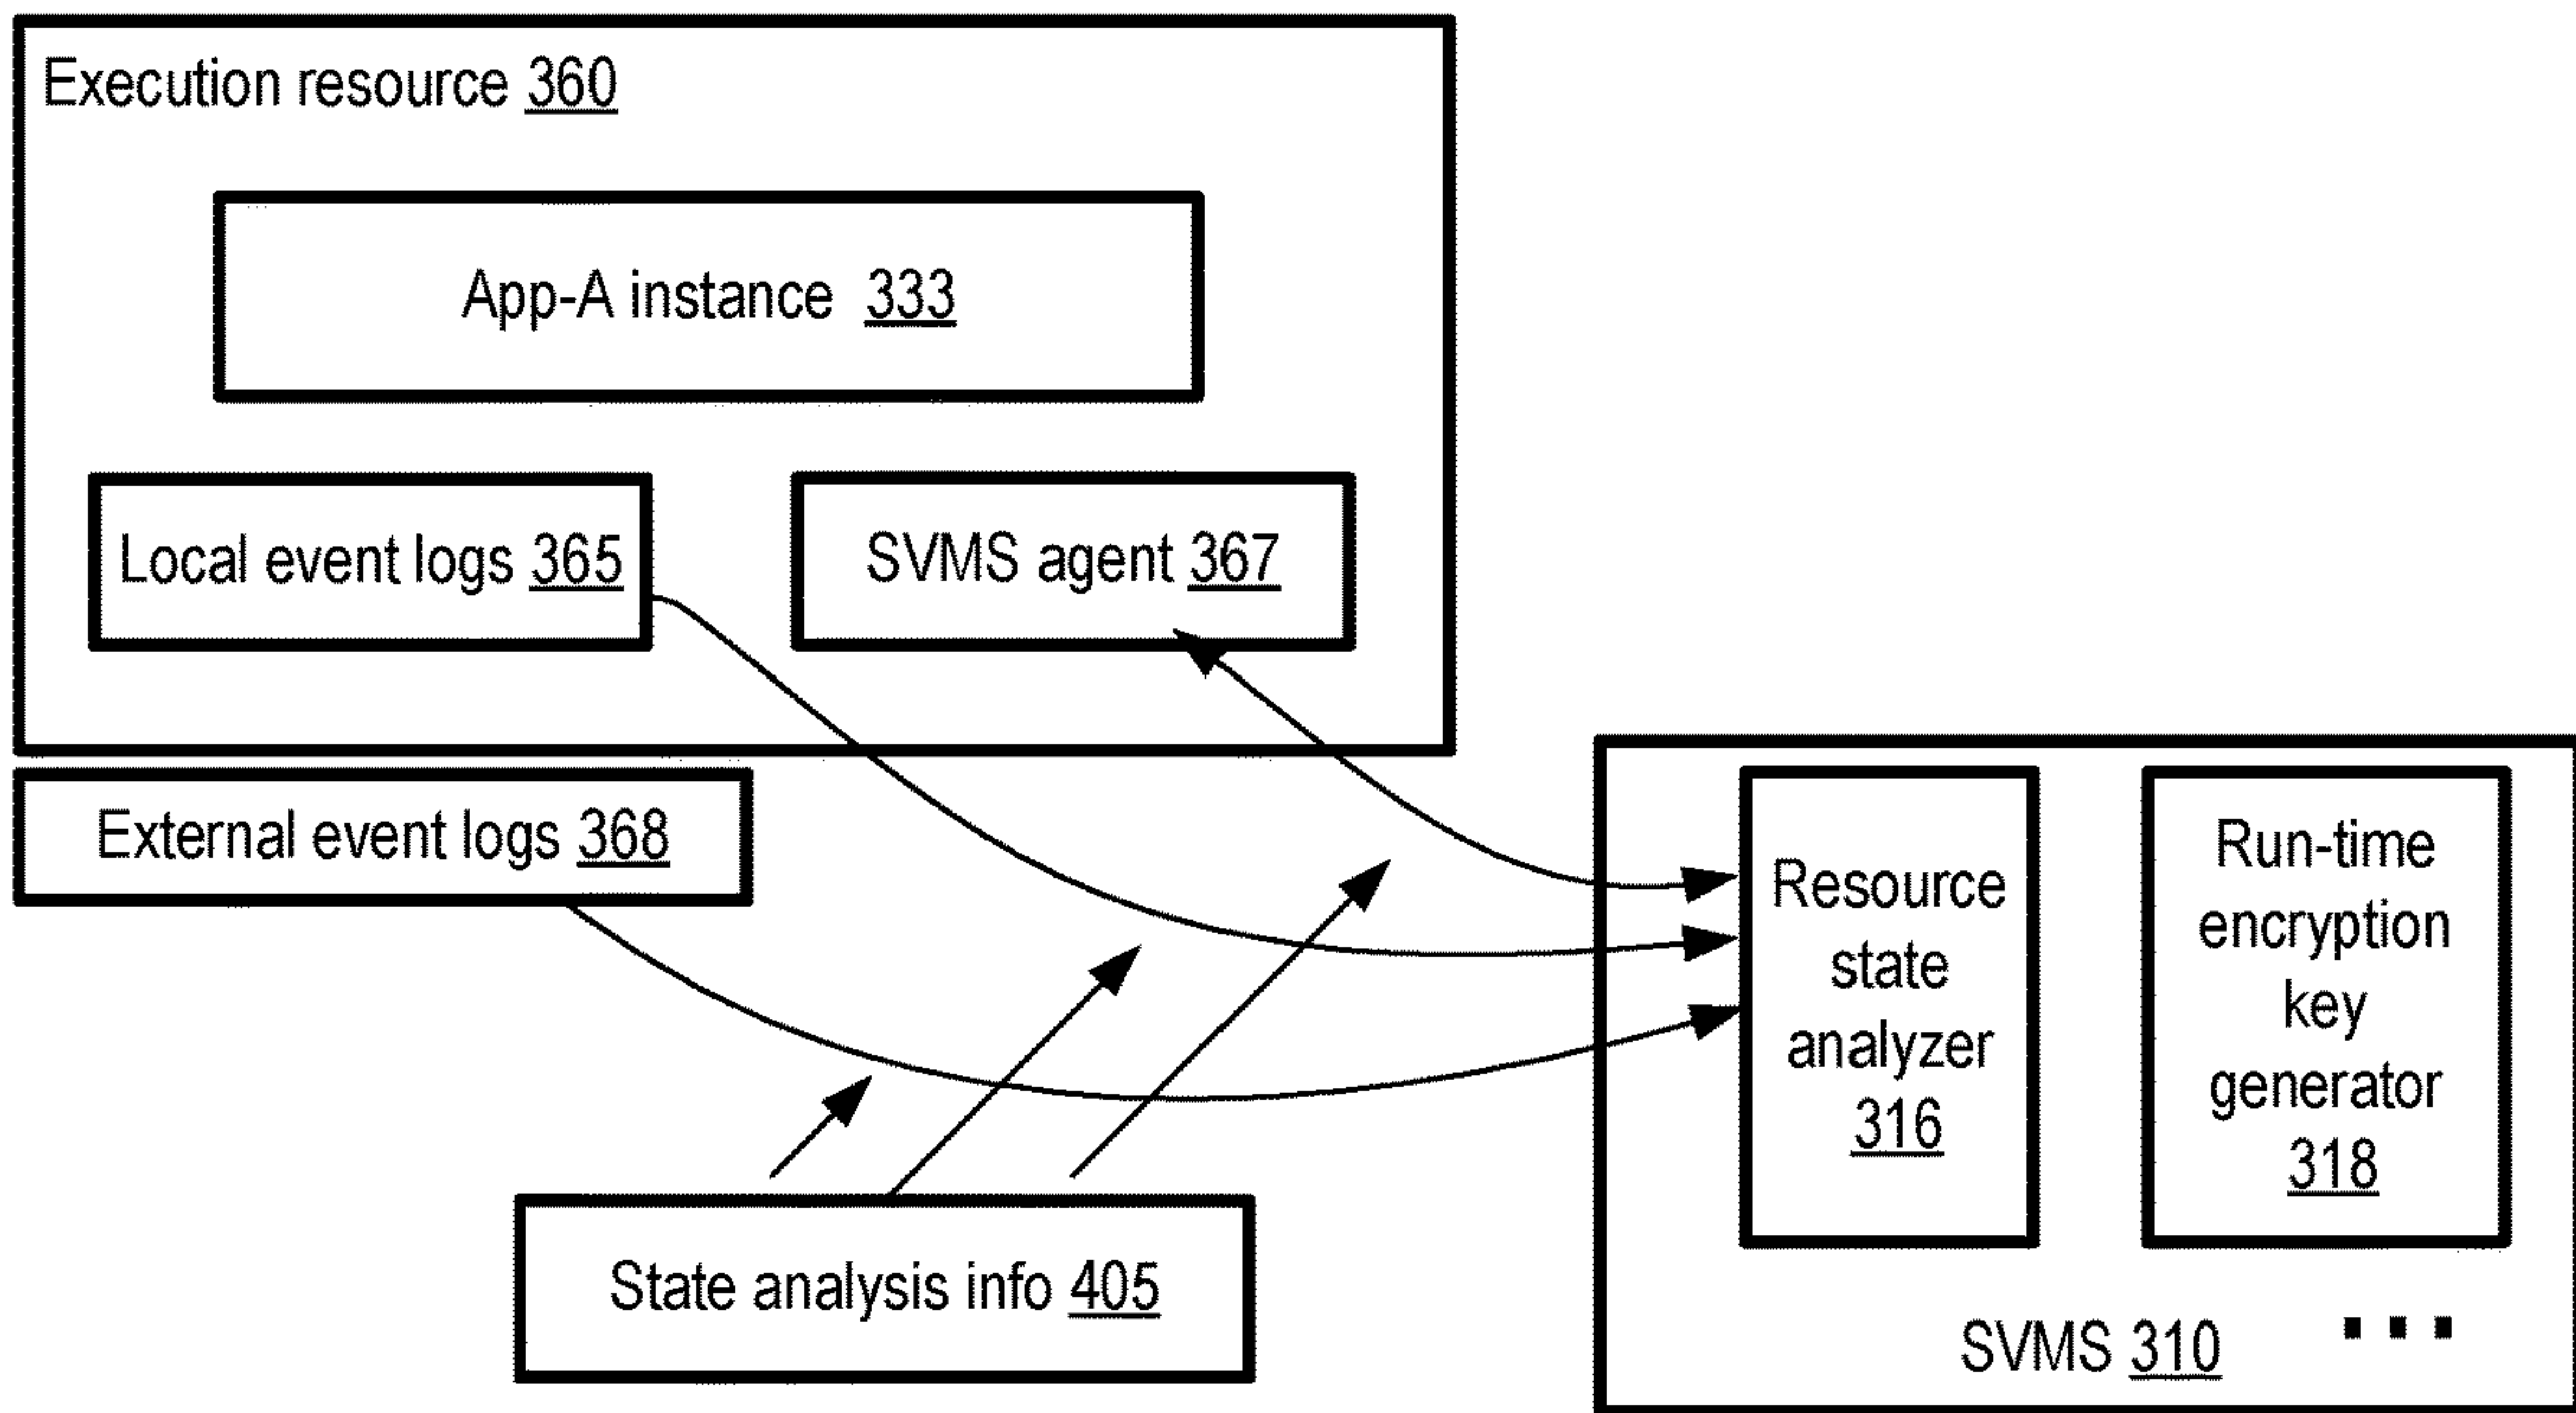 Execution resource 360
App-A instance 333
Local event logs 365
SVMS agent 367
External event logs 368
Resource
state
analyzer
316
Run-time
encryption
key
generator
318
State analysis info 405
SVMS 310